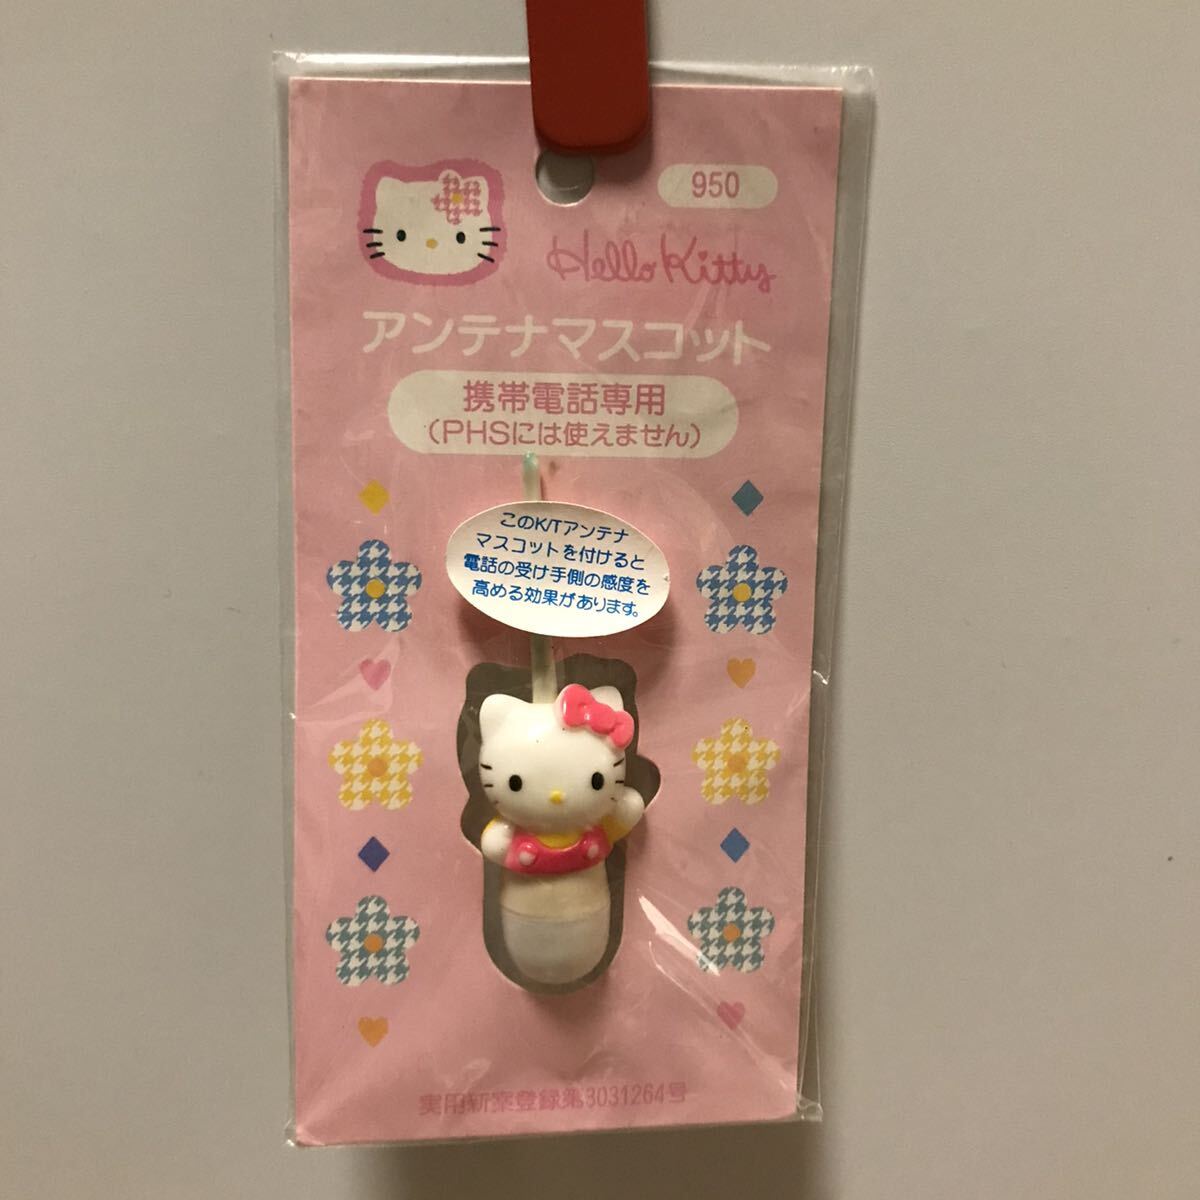 950
Hello Kitty
アンテナマスコット
携帯電話専用
(PHSには使えません)
このK/Tアンテナ
マスコットを付けると
電話の受け手側の感度を
高める効果があります。
実用新案登録第3031264号